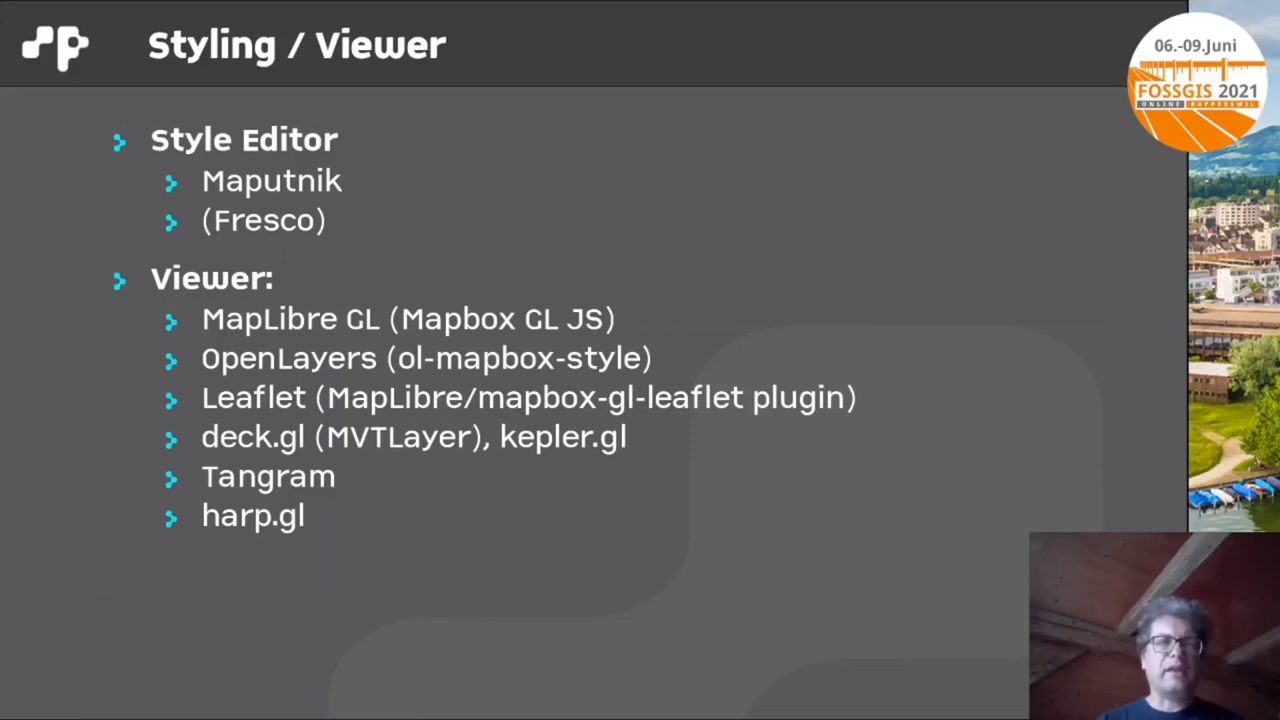 Styling / Viewer
06.-09.Juni
FOSSGIS 2021
ONLINE RAPPERSWIL
Style Editor
Maputnik
(Fresco)
Viewer:
MapLibre GL (Mapbox GL JS)
OpenLayers (ol-mapbox-style)
Leaflet (MapLibre/mapbox-gl-leaflet plugin)
deck.gl (MVTLayer), kepler.gl
Tangram
harp.gl